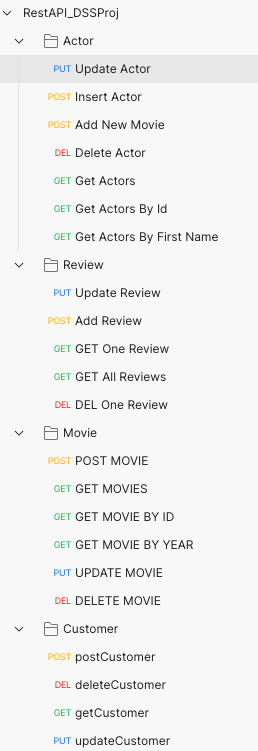 RestAPI_DSSProj
Actor
PUT Update Actor
POST Insert Actor
POST Add New Movie
DEL Delete Actor
GET Get Actors
GET Get Actors By Id
GET Get Actors By First Name
Review
PUT Update Review
POST Add Review
GET GET One Review
GET GET All Reviews
DEL DEL One Review
Movie
POST POST MOVIE
GET GET MOVIES
GET GET MOVIE BY ID
GET GET MOVIE BY YEAR
PUT UPDATE MOVIE
DEL DELETE MOVIE
Customer
POST postCustomer
DEL deleteCustomer
GET getCustomer
PUT updateCustomer